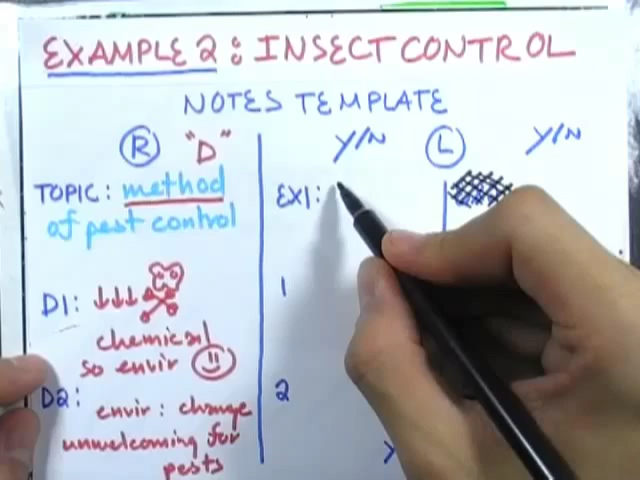 EXAMPLE 2: INSECT CONTROL
NOTES TEMPLATE
R "D"
Y/N L Y/N
TOPIC: method
of pest control
EX1:
D1: ↓↓↓
1
chemical
so envir
D2:
envir: change
unwelcoming for
pests
2